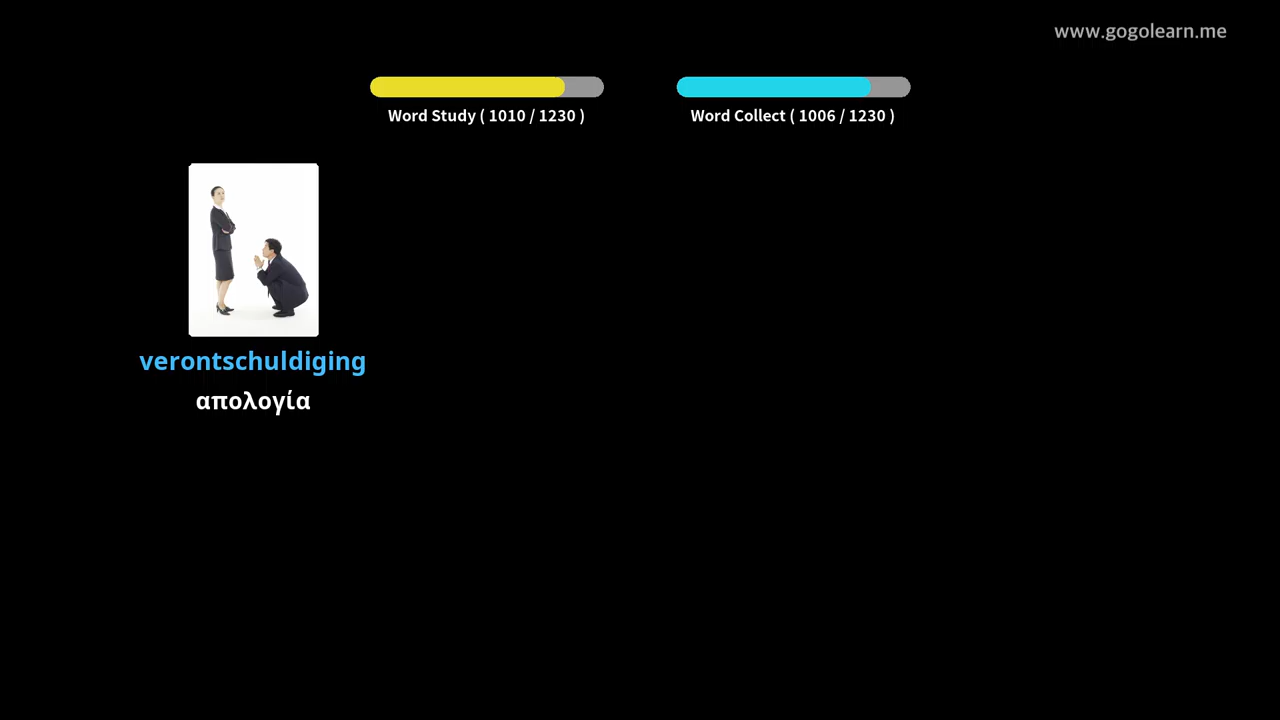 www.gogolearn.me
Word Study ( 1010 / 1230 )
Word Collect ( 1006 / 1230 )
verontschuldiging
απολογία